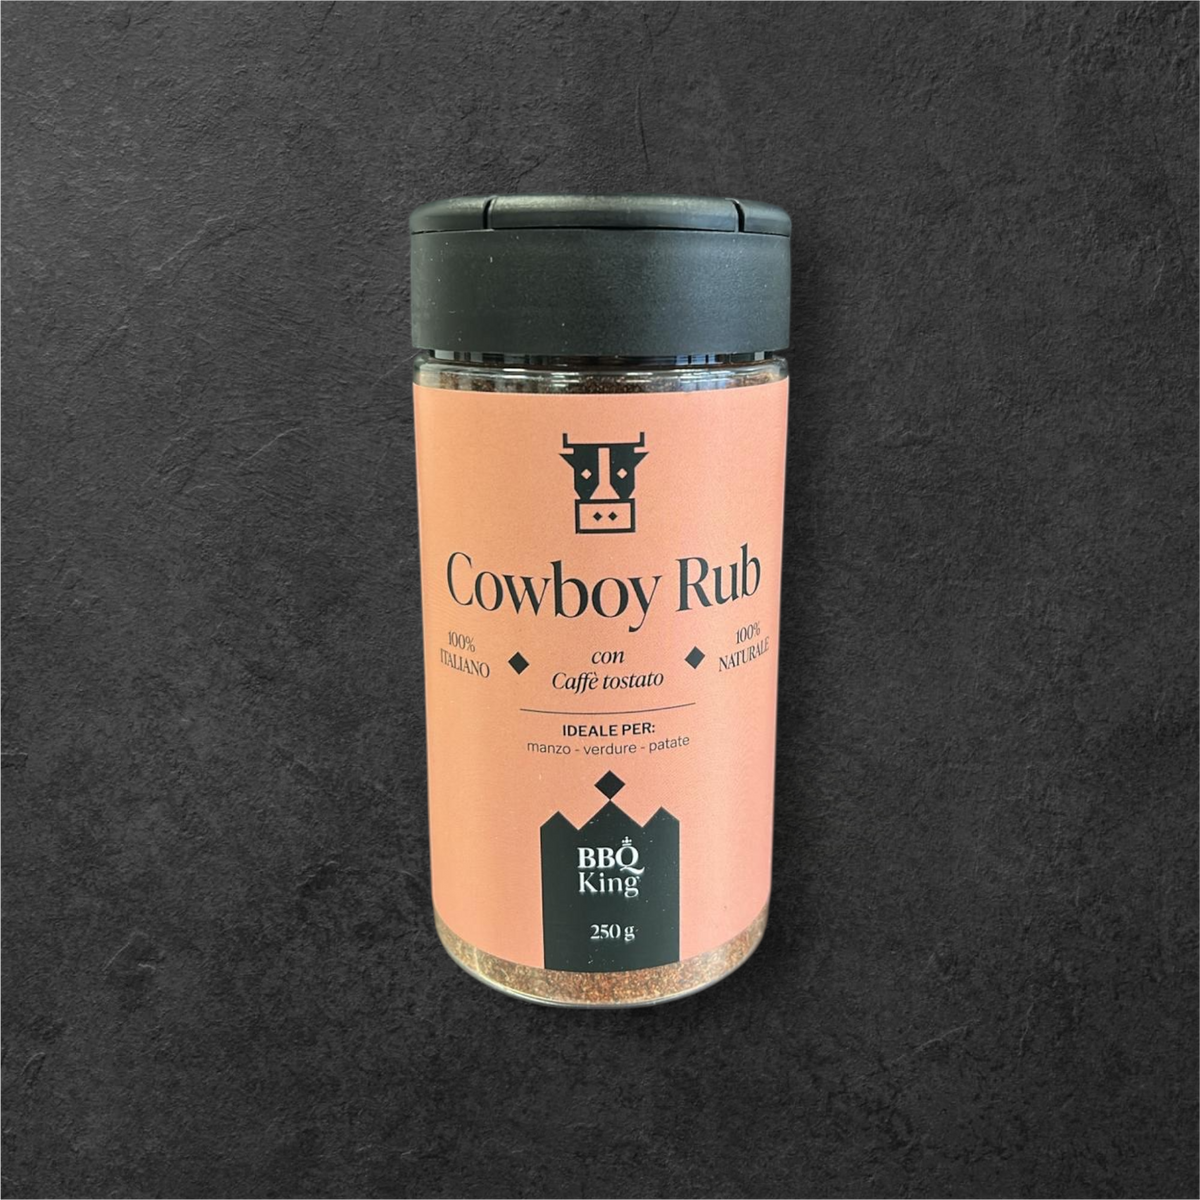 Cowboy Rub
100%
ITALIANO
con
Caffè tostato
100%
NATURALE
IDEALE PER:
manzo - verdure - patate
BBQ
King
250 g